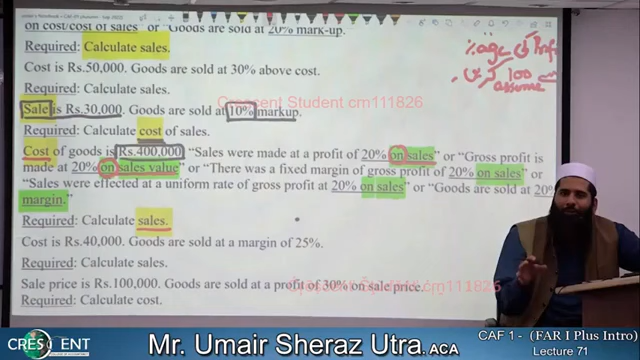 on cost/cost of sales" or "Goods are sold at 20% mark-up.
Required: Calculate sales.
Cost is Rs.50,000. Goods are sold at 30% above cost.
Required: Calculate sales.
Sale is Rs.30,000. Goods are sold at 10% markup.
Required: Calculate cost of sales.
Cost of goods is Rs.400,000 "Sales were made at a profit of 20% on sales" or "Gross profit is
made at 20% on sales value" or "There was a fixed margin of gross profit of 20% on sales" or
"Sales were effected at a uniform rate of gross profit at 20% on sales" or "Goods are sold at 20%
margin."
Required: Calculate sales.
Cost is Rs.40,000. Goods are sold at a margin of 25%.
Required: Calculate sales.
Sale price is Rs.100,000. Goods are sold at a profit of 30% on sale price.
Required: Calculate cost.
%age
100
assume
Crescent Student crn111826
CRESCENT
Mr. Umair Sheraz Utra. ACA
CAF 1 - (FAR I Plus Intro)
Lecture 71